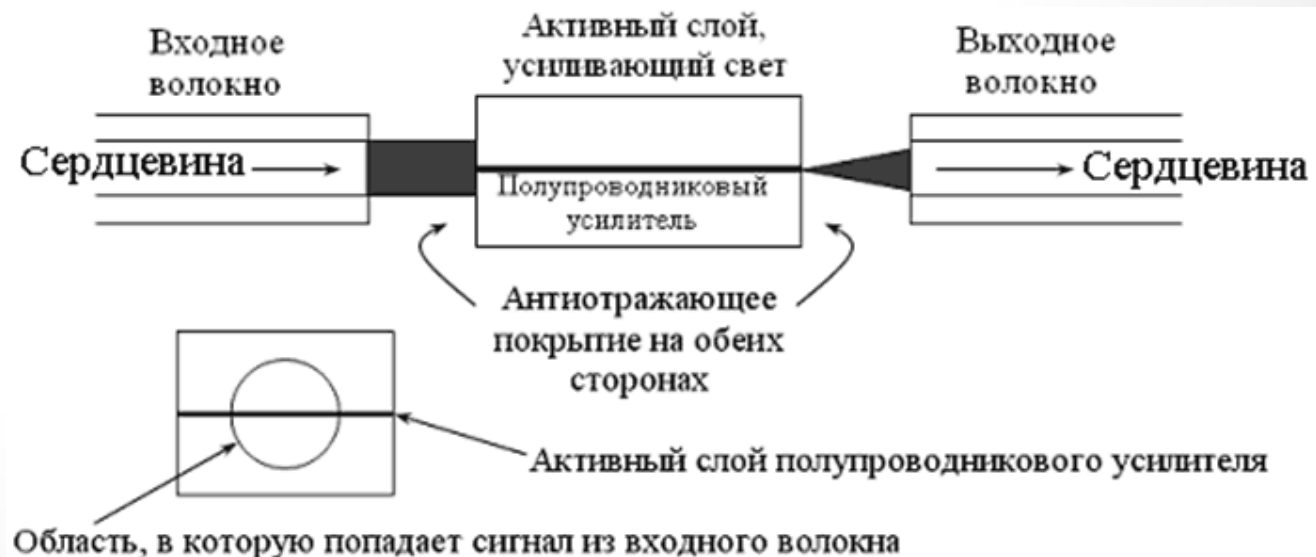 Входное
волокно
Активный слой,
усиливающий свет
Выходное
волокно
Сердцевина
Полупроводниковый
усилитель
Сердцевина
Антиотражающее
покрытие на обеих
сторонах
Активный слой полупроводникового усилителя
Область, в которую попадает сигнал из входного волокна